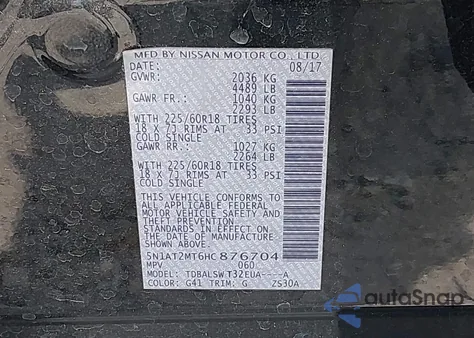 MFD BY NISSAN MOTOR CO., LTD.
DATE: 08/17
GVWR: 2036 KG
4489 LB
GAWR FR: 1040 KG
2293 LB
WITH 225/60R18 TIRES
18 X 7J RIMS AT 33 PSI
COLD SINGLE
GAWR RR: 1027 KG
2264 LB
WITH 225/60R18 TIRES
18 X 7J RIMS AT 33 PSI
COLD SINGLE
THIS VEHICLE CONFORMS TO
ALL APPLICABLE FEDERAL
MOTOR VEHICLE SAFETY AND
THEFT PREVENTION
STANDARDS IN EFFECT ON
THE DATE OF MANUFACTURE
SHOWN ABOVE.
5N1AT2MT6HC876704
MPV 060
MODEL: TDBALSWT32EUA----A
COLOR: G41 TRIM: G ZS30A
autoSnap